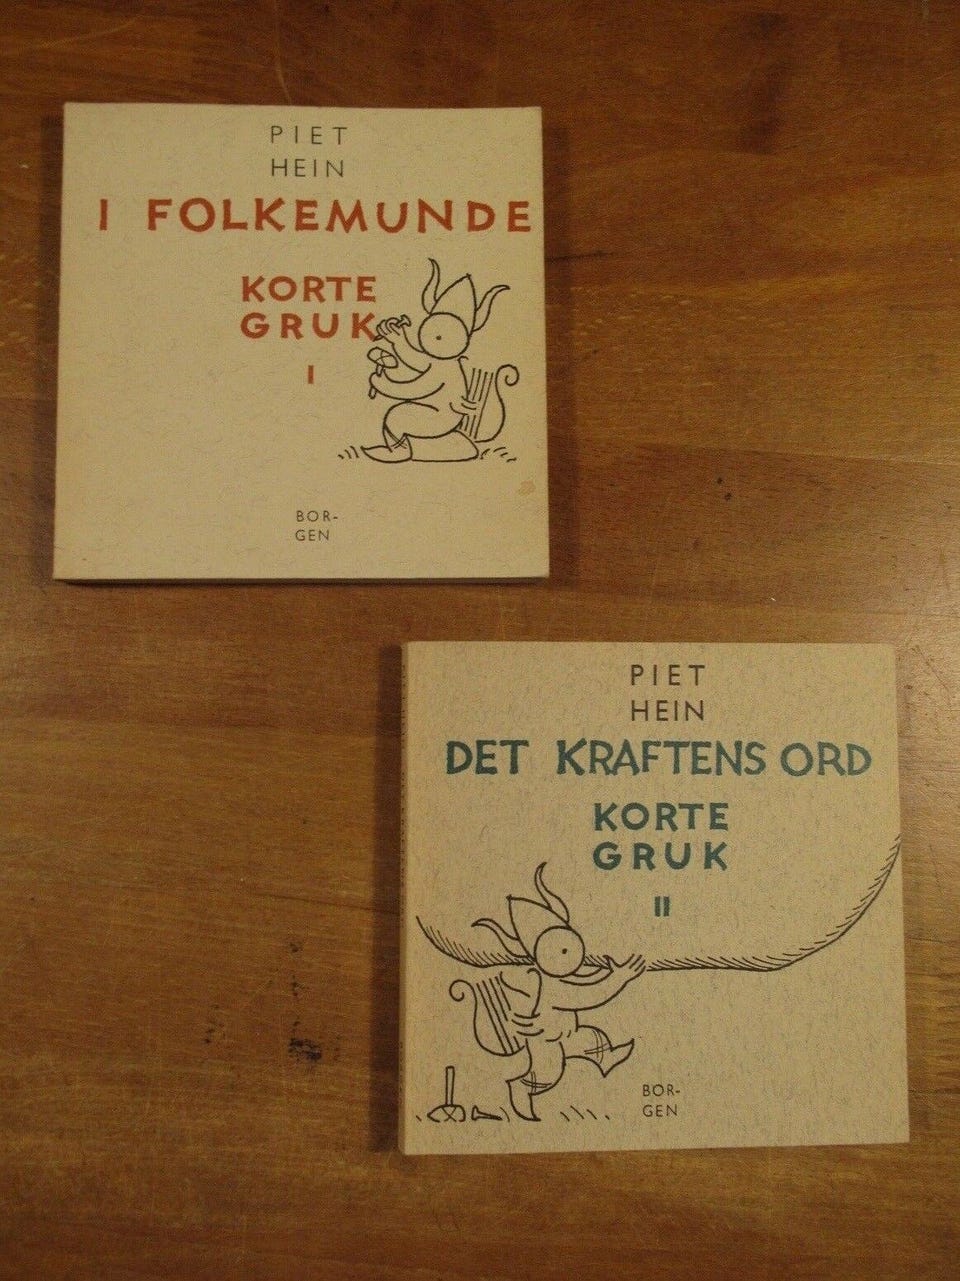 PIET
HEIN
I FOLKEMUNDE
KORTE
GRUK
I
BOR-
GEN
PIET
HEIN
DET KRAFTENS ORD
KORTE
GRUK
II
BOR-
GEN